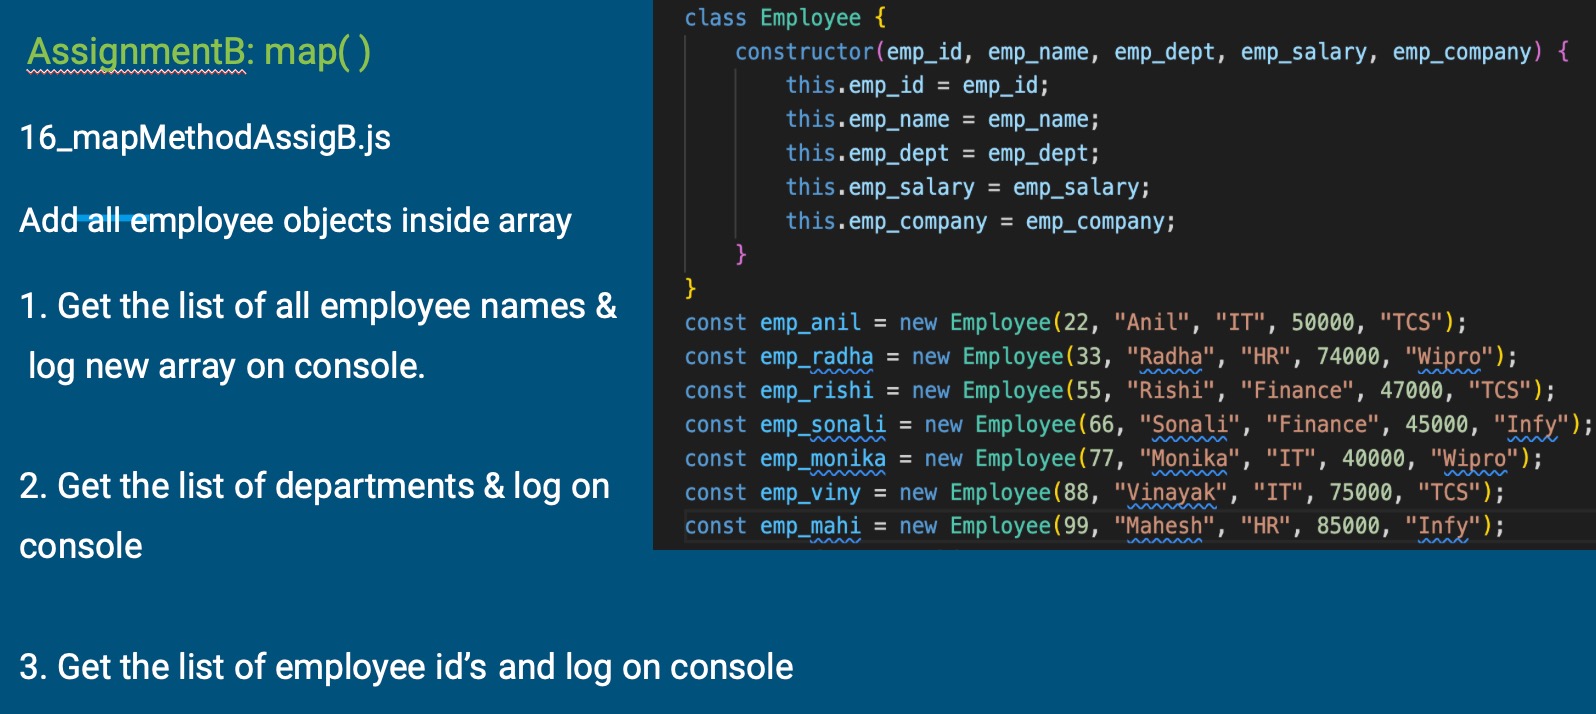 AssignmentB: map( )
16_mapMethodAssigB.js
Add all employee objects inside array
1. Get the list of all employee names &
log new array on console.
2. Get the list of departments & log on
console
3. Get the list of employee id’s and log on console
class Employee {
    constructor(emp_id, emp_name, emp_dept, emp_salary, emp_company) {
        this.emp_id = emp_id;
        this.emp_name = emp_name;
        this.emp_dept = emp_dept;
        this.emp_salary = emp_salary;
        this.emp_company = emp_company;
    }
}
const emp_anil = new Employee(22, "Anil", "IT", 50000, "TCS");
const emp_radha = new Employee(33, "Radha", "HR", 74000, "Wipro");
const emp_rishi = new Employee(55, "Rishi", "Finance", 47000, "TCS");
const emp_sonali = new Employee(66, "Sonali", "Finance", 45000, "Infy");
const emp_monika = new Employee(77, "Monika", "IT", 40000, "Wipro");
const emp_viny = new Employee(88, "Vinayak", "IT", 75000, "TCS");
const emp_mahi = new Employee(99, "Mahesh", "HR", 85000, "Infy");